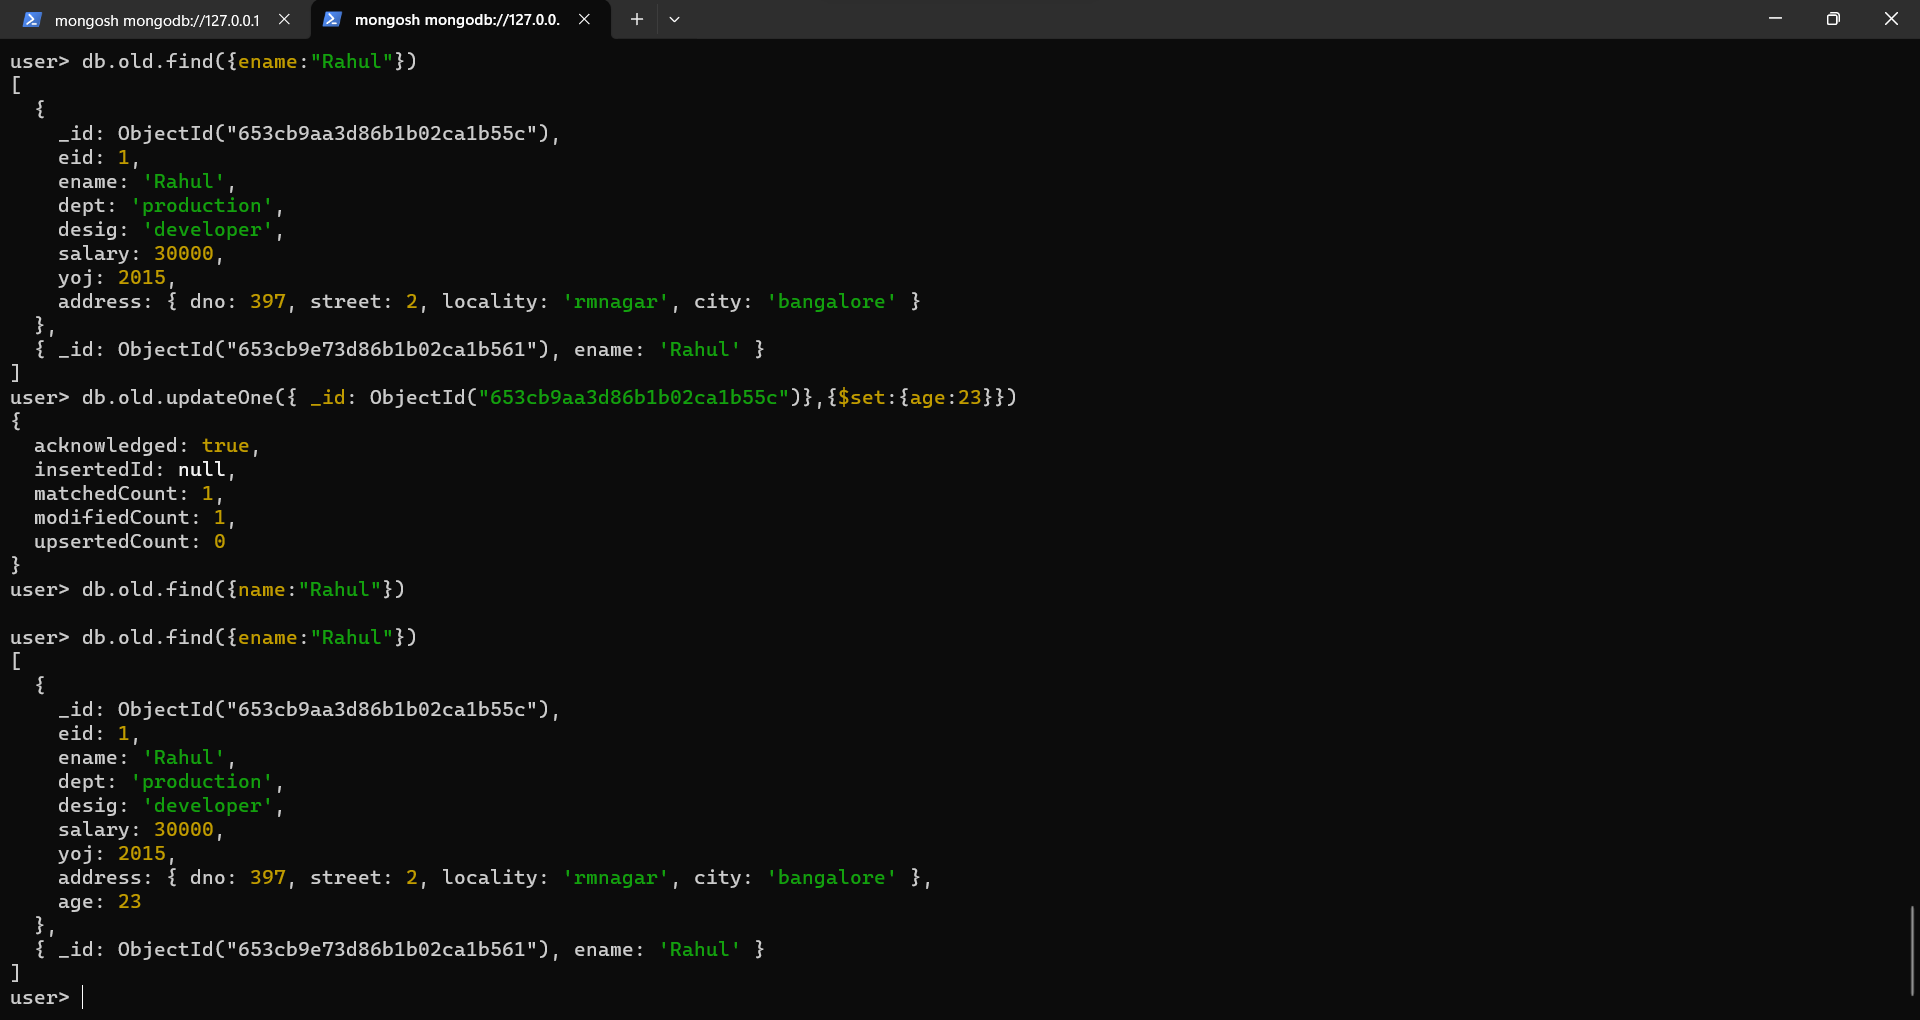 mongosh mongodb://127.0.0.1
mongosh mongodb://127.0.0.
user> db.old.find({ename:"Rahul"})
[
  {
    _id: ObjectId("653cb9aa3d86b1b02ca1b55c"),
    eid: 1,
    ename: 'Rahul',
    dept: 'production',
    desig: 'developer',
    salary: 30000,
    yoj: 2015,
    address: { dno: 397, street: 2, locality: 'rmnagar', city: 'bangalore' }
  },
  { _id: ObjectId("653cb9e73d86b1b02ca1b561"), ename: 'Rahul' }
]
user> db.old.updateOne({ _id: ObjectId("653cb9aa3d86b1b02ca1b55c")},{$set:{age:23}})
{
  acknowledged: true,
  insertedId: null,
  matchedCount: 1,
  modifiedCount: 1,
  upsertedCount: 0
}
user> db.old.find({name:"Rahul"})

user> db.old.find({ename:"Rahul"})
[
  {
    _id: ObjectId("653cb9aa3d86b1b02ca1b55c"),
    eid: 1,
    ename: 'Rahul',
    dept: 'production',
    desig: 'developer',
    salary: 30000,
    yoj: 2015,
    address: { dno: 397, street: 2, locality: 'rmnagar', city: 'bangalore' },
    age: 23
  },
  { _id: ObjectId("653cb9e73d86b1b02ca1b561"), ename: 'Rahul' }
]
user>